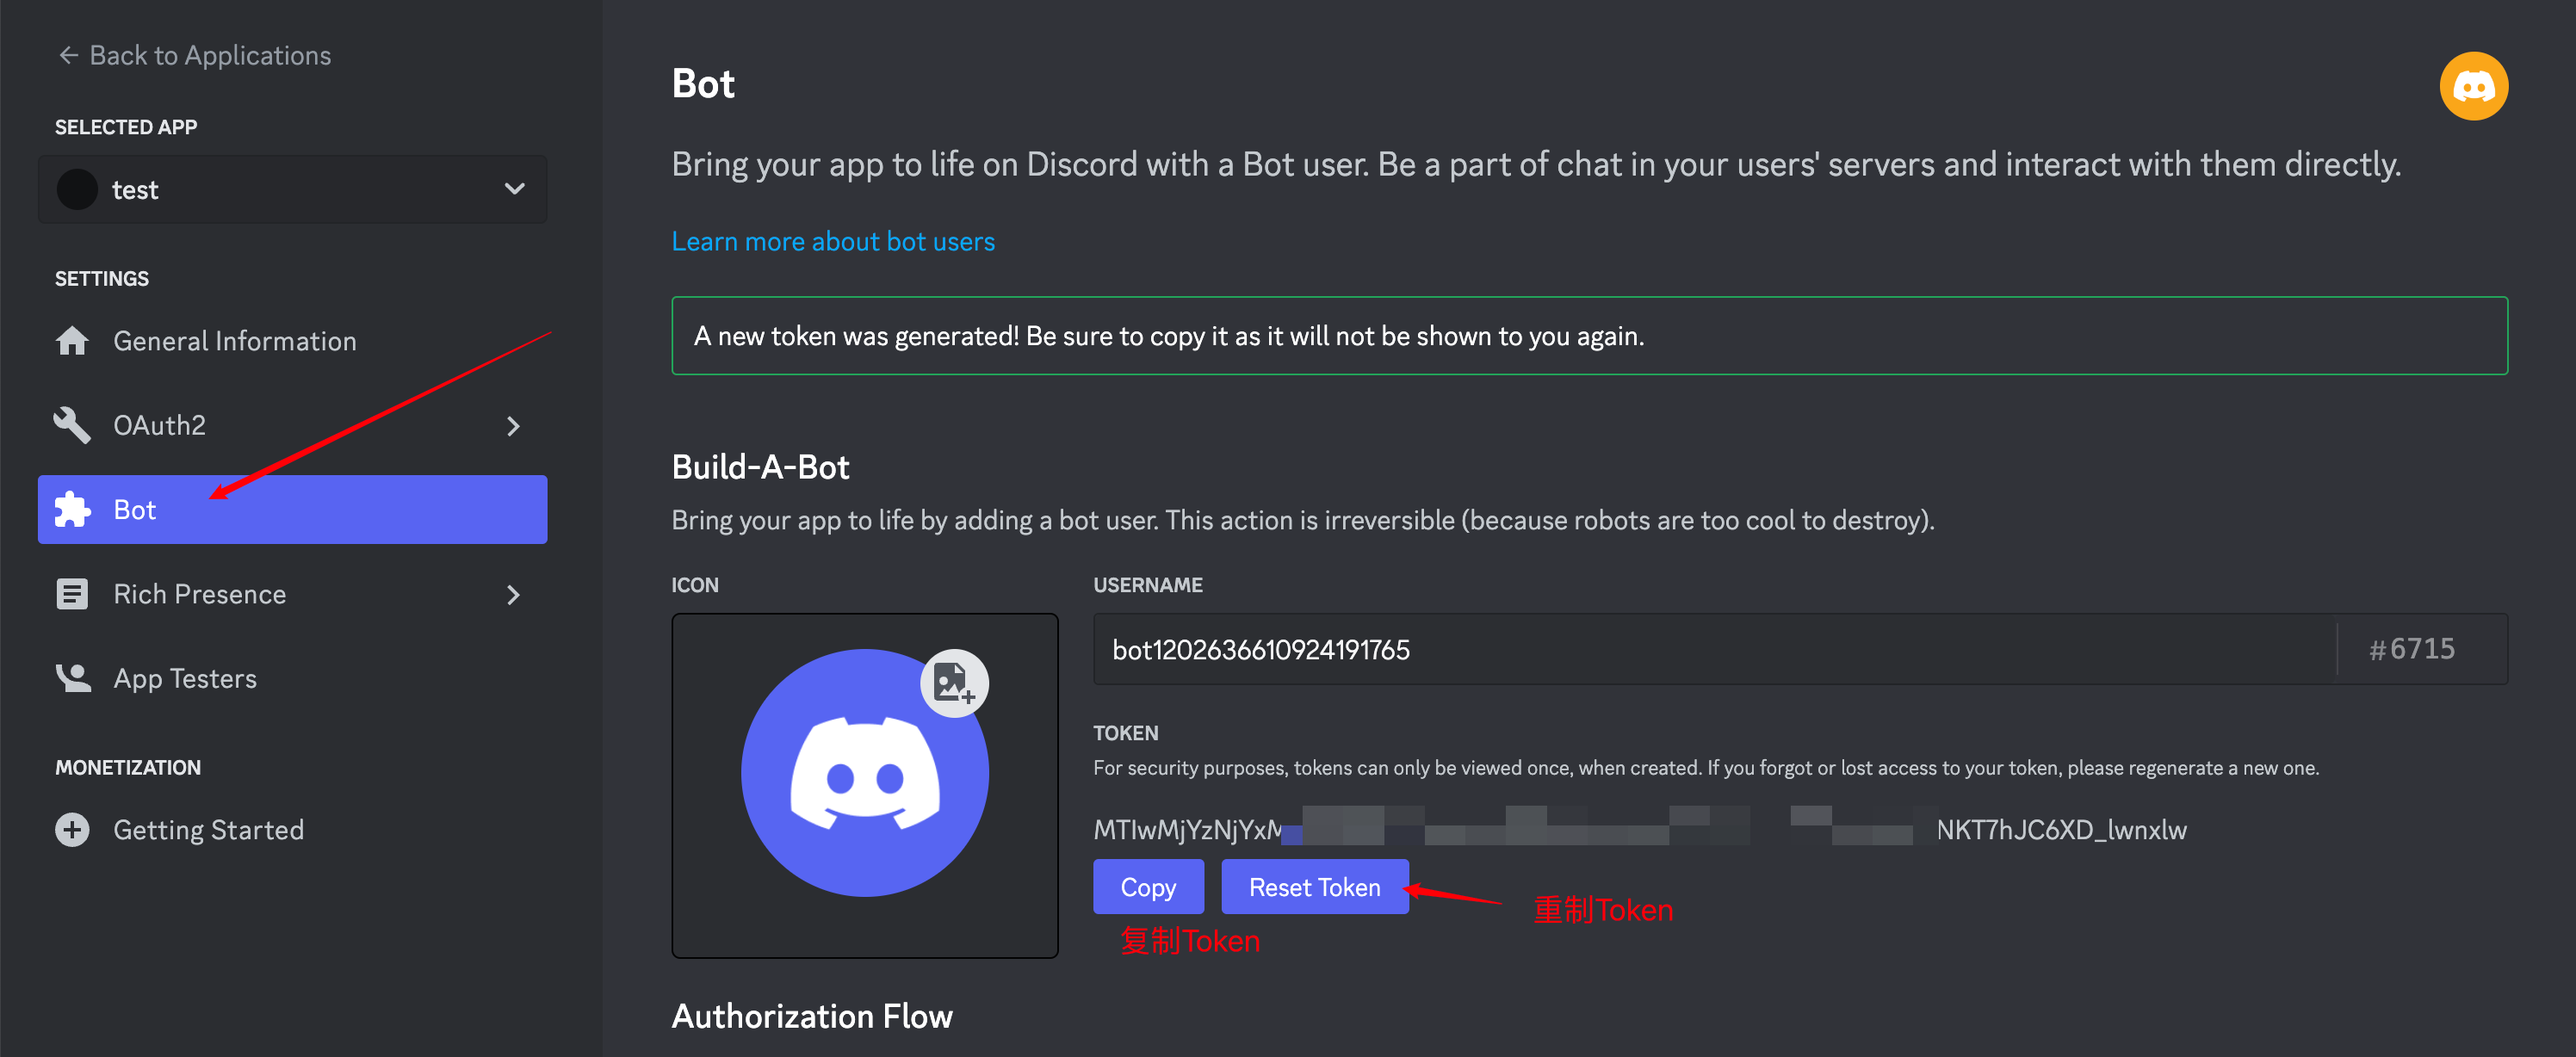 Back to Applications
SELECTED APP
test
SETTINGS
General Information
OAuth2
Bot
Rich Presence
App Testers
MONETIZATION
Getting Started
Bot
Bring your app to life on Discord with a Bot user. Be a part of chat in your users' servers and interact with them directly.
Learn more about bot users
A new token was generated! Be sure to copy it as it will not be shown to you again.
Build-A-Bot
Bring your app to life by adding a bot user. This action is irreversible (because robots are too cool to destroy).
ICON
USERNAME
bot1202636610924191765
#6715
TOKEN
For security purposes, tokens can only be viewed once, when created. If you forgot or lost access to your token, please regenerate a new one.
MTIwMjYzNjYxM NKT7hJC6XD_lwnxlw
Copy
Reset Token
重制Token
复制Token
Authorization Flow